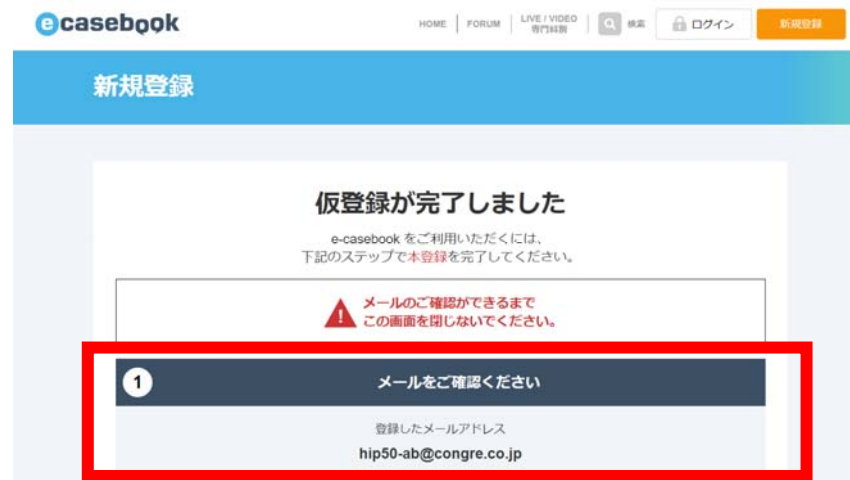 ecasebook
HOME
FORUM
LIVE / VIDEO
専門科別
検索
ログイン
新規登録
新規登録
仮登録が完了しました
e-casebook をご利用いただくには、
下記のステップで本登録を完了してください。
メールのご確認ができるまで
この画面を閉じないでください。
1 メールをご確認ください
登録したメールアドレス
hip50-ab@congre.co.jp